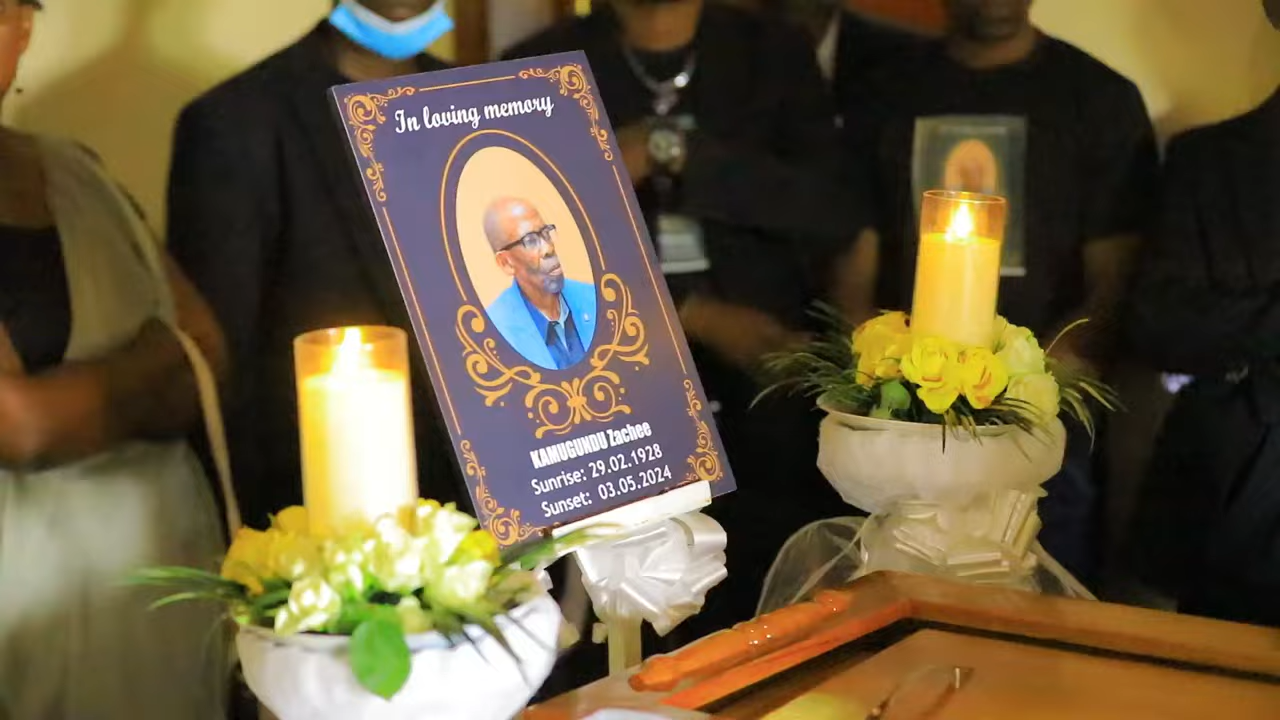 In loving memory
KAMUGUNDU Zachee
Sunrise: 29.02.1928
Sunset: 03.05.2024